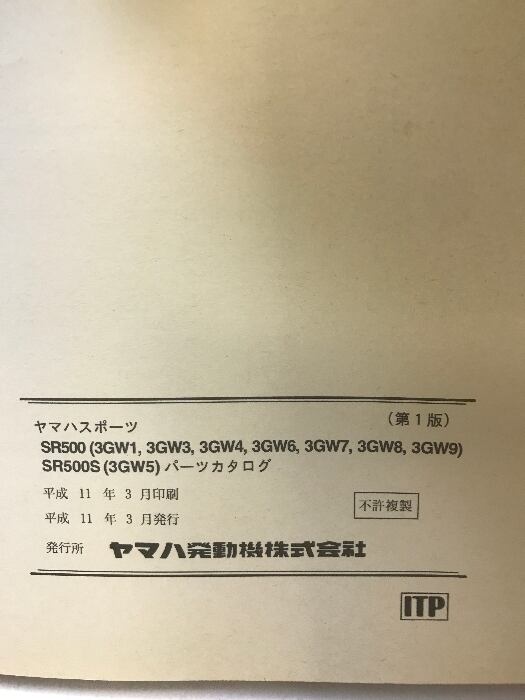 ヤマハスポーツ （第1版）
SR500 (3GW1, 3GW3, 3GW4, 3GW6, 3GW7, 3GW8, 3GW9)
SR500S (3GW5) パーツカタログ
平成 11 年 3 月印刷
平成 11 年 3 月発行 不許複製
発行所 ヤマハ発動機株式会社
ITP